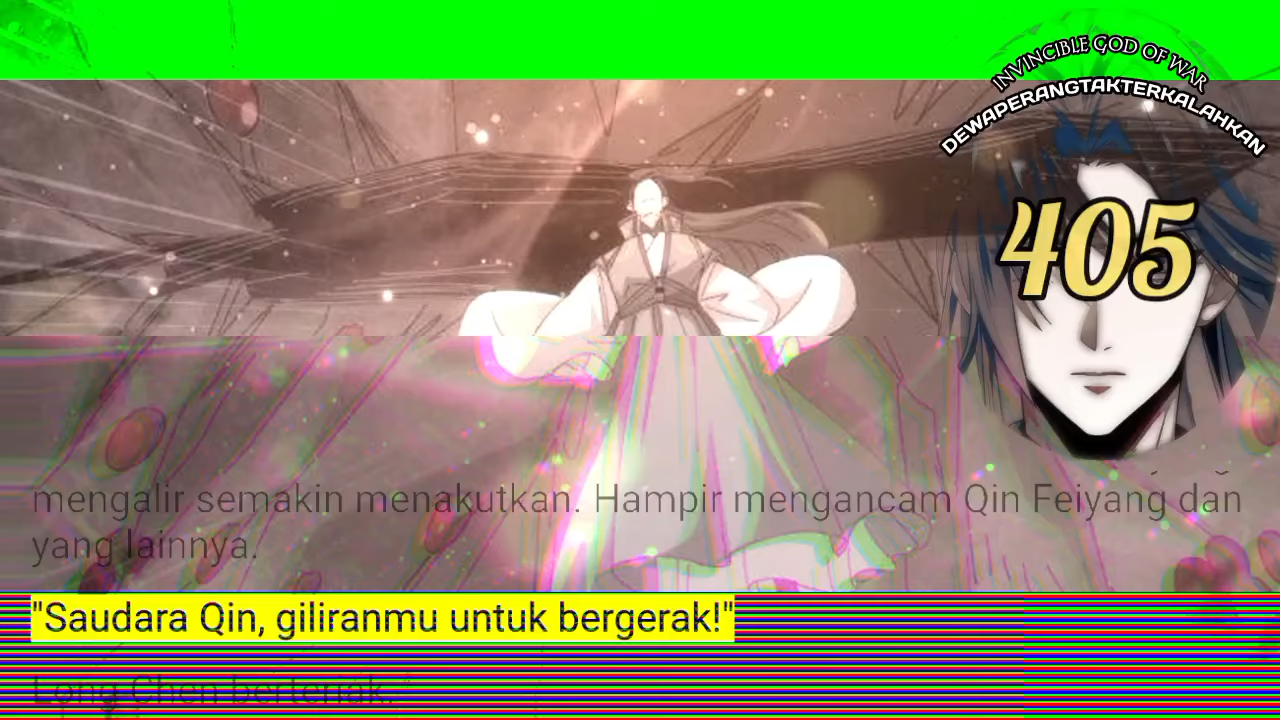 INVINCIBLE GOD OF WAR
DEWAPERANGTAKTERKALAHKAN
405
mengalir semakin menakutkan. Hampir mengancam Qin Feiyang dan
yang lainnya.
"Saudara Qin, giliranmu untuk bergerak!"
Long Chen berteriak.